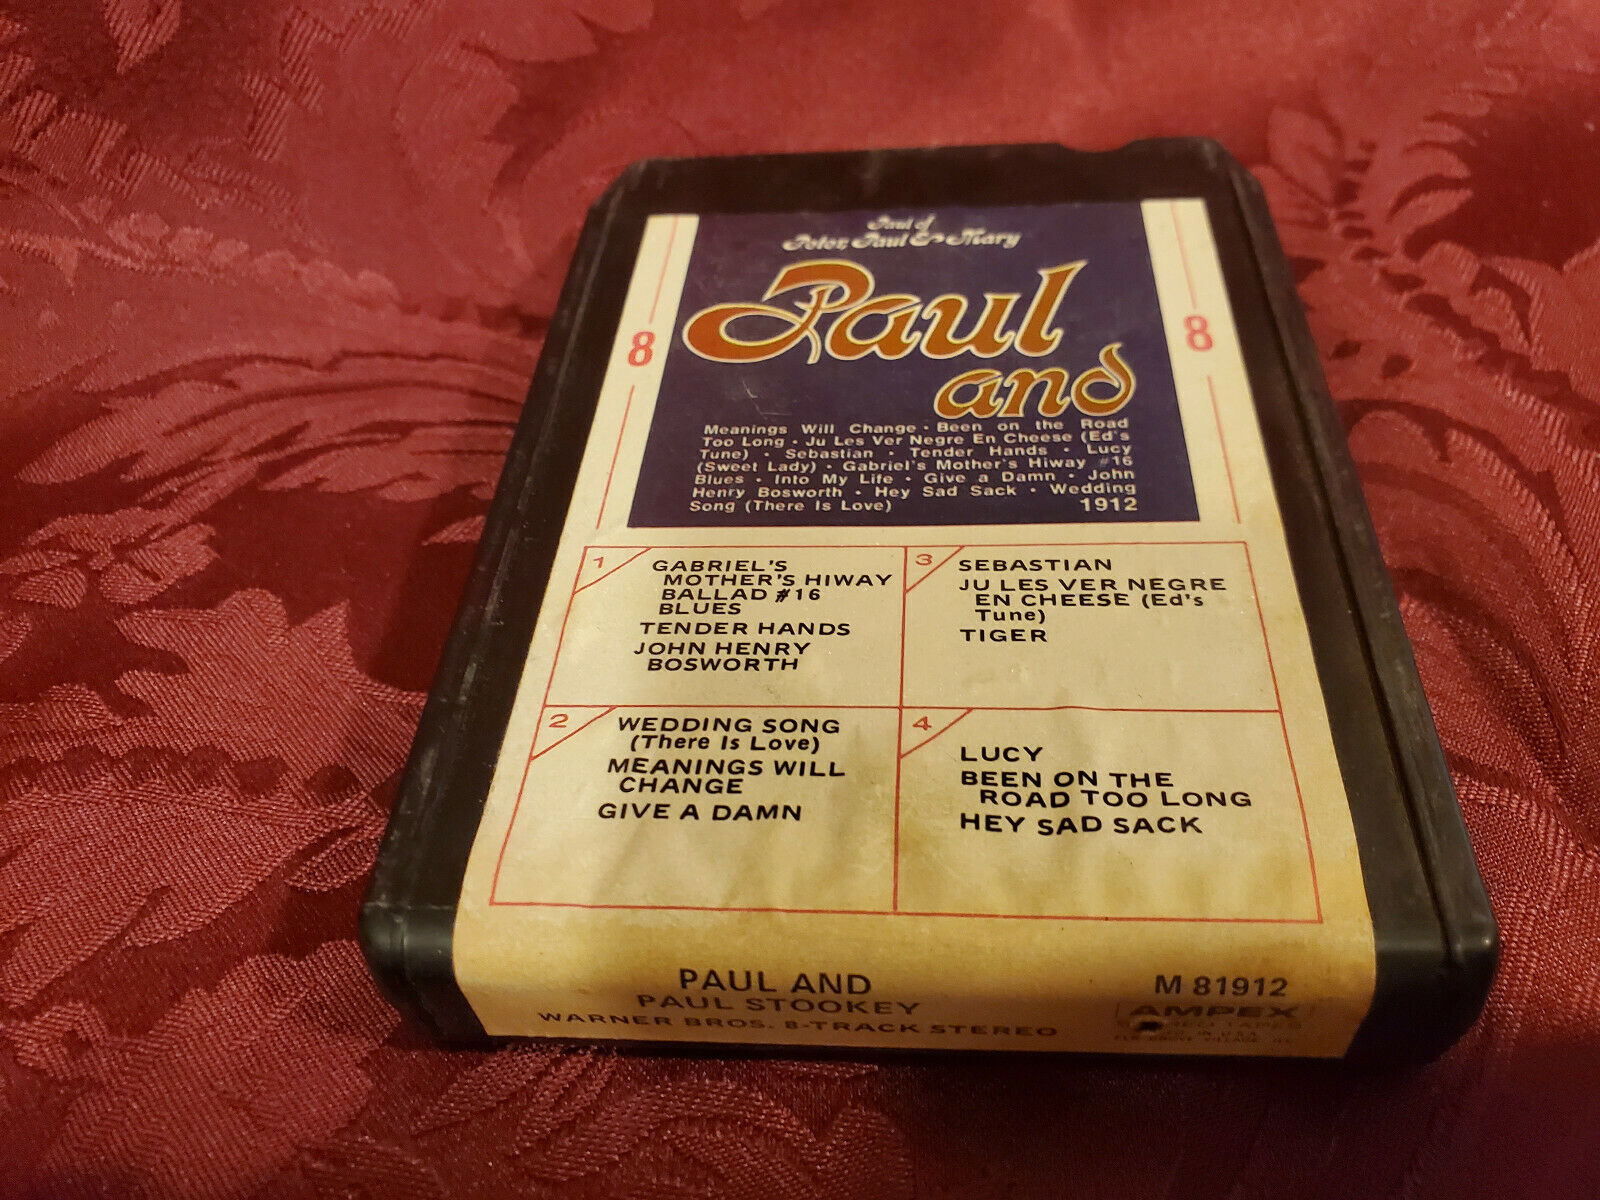 Paul of
Peter, Paul & Mary
Paul
and
8
8
Meanings Will Change • Been on the Road
Too Long • Ju Les Ver Negre En Cheese (Ed's
Tune) • Sebastian • Tender Hands • Lucy
(Sweet Lady) • Gabriel's Mother's Hiway #16
Blues • Into My Life • Give a Damn • John
Henry Bosworth • Hey Sad Sack • Wedding
Song (There Is Love) 1912
1
GABRIEL'S
MOTHER'S HIWAY
BALLAD #16
BLUES
TENDER HANDS
JOHN HENRY
BOSWORTH
2
WEDDING SONG
(There Is Love)
MEANINGS WILL
CHANGE
GIVE A DAMN
3
SEBASTIAN
JU LES VER NEGRE
EN CHEESE (Ed's
Tune)
TIGER
4
LUCY
BEEN ON THE
ROAD TOO LONG
HEY SAD SACK
PAUL AND
PAUL STOOKEY
WARNER BROS. 8-TRACK STEREO
M 81912
AMPEX
TAPES
ELK GROVE VILLAGE, ILL.